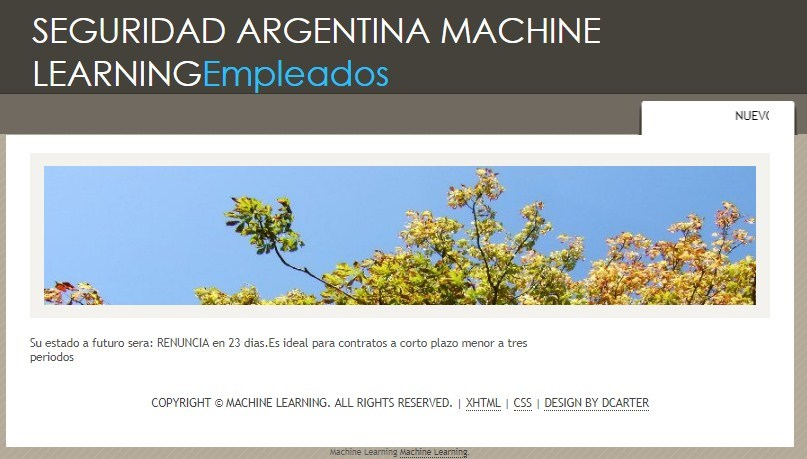 SEGURIDAD ARGENTINA MACHINE
LEARNINGEmpleados
Su estado a futuro sera: RENUNCIA en 23 dias.Es ideal para contratos a corto plazo menor a tres
periodos
COPYRIGHT © MACHINE LEARNING. ALL RIGHTS RESERVED. | XHTML | CSS | DESIGN BY DCARTER
Machine Learning Machine Learning.